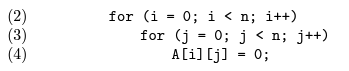 (2) for (i = 0; i < n; i++)
(3) for (j = 0; j < n; j++)
(4) A[i][j] = 0;